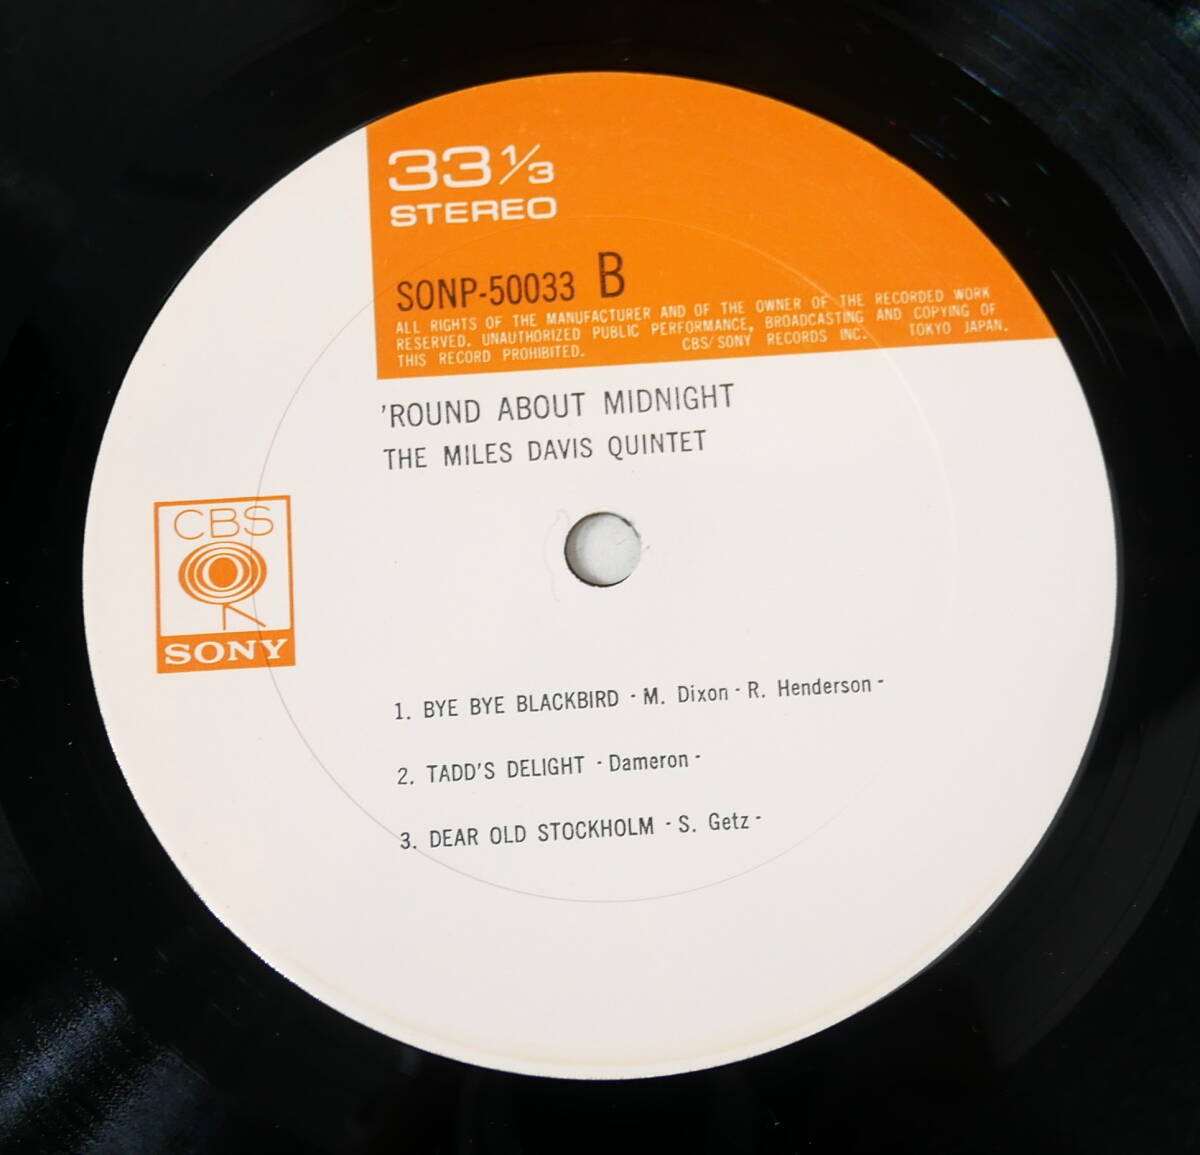 33 1/3
STEREO
SONP-50033 B
ALL RIGHTS OF THE MANUFACTURER AND OF THE OWNER OF THE RECORDED WORK
RESERVED. UNAUTHORIZED PUBLIC PERFORMANCE, BROADCASTING AND COPYING OF
THIS RECORD PROHIBITED. CBS/SONY RECORDS INC. TOKYO JAPAN.
'ROUND ABOUT MIDNIGHT
THE MILES DAVIS QUINTET
CBS
SONY
1. BYE BYE BLACKBIRD - M. Dixon - R. Henderson -
2. TADD'S DELIGHT - Dameron -
3. DEAR OLD STOCKHOLM - S. Getz -